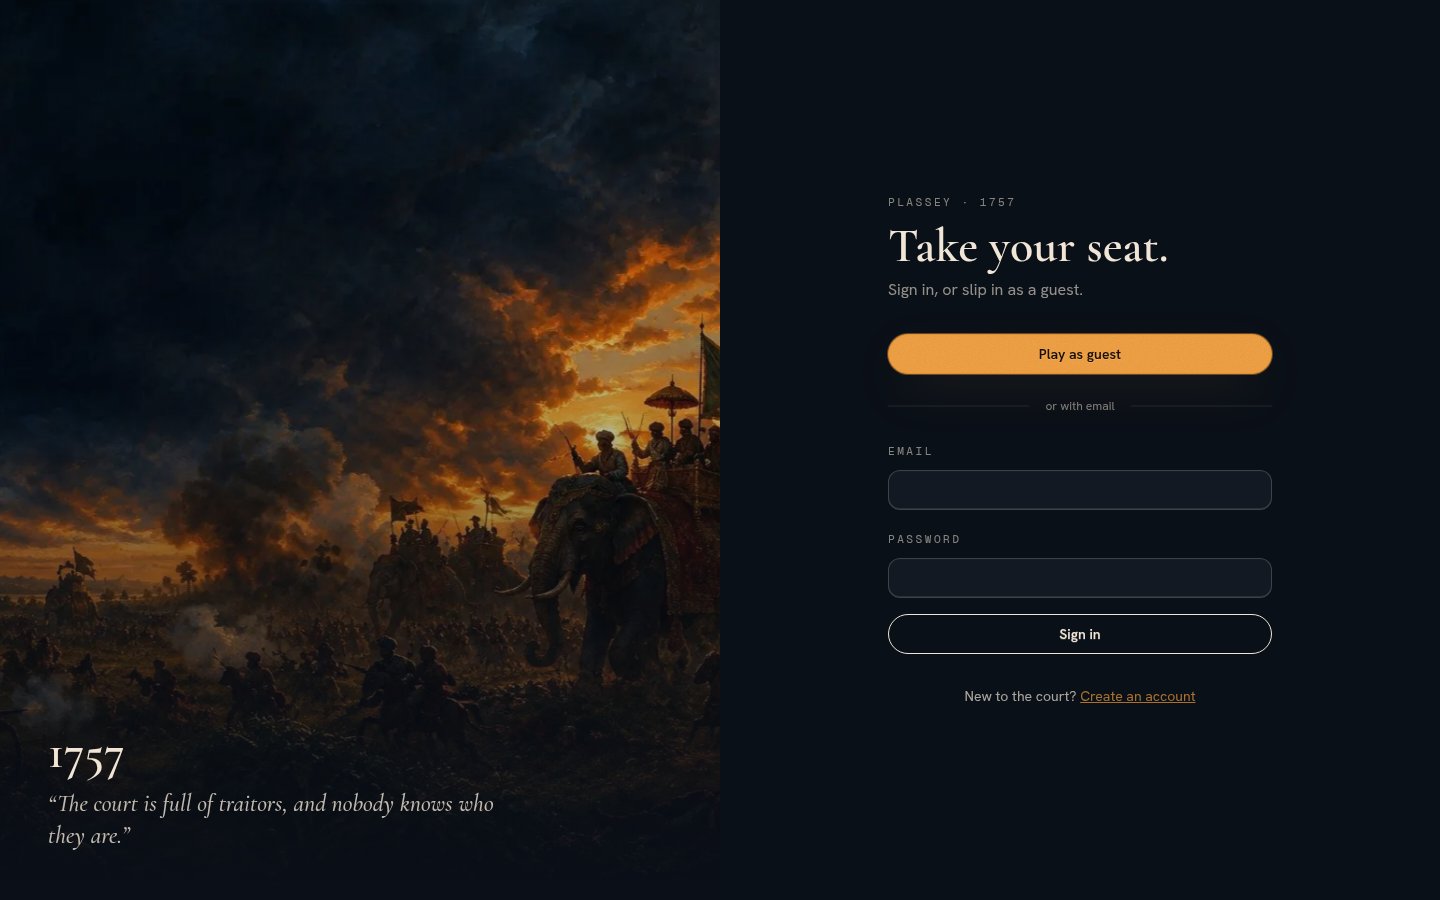 PLASSEY · 1757
Take your seat.
Sign in, or slip in as a guest.
Play as guest
or with email
EMAIL
PASSWORD
Sign in
New to the court? Create an account
1757
“The court is full of traitors, and nobody knows who
they are.”